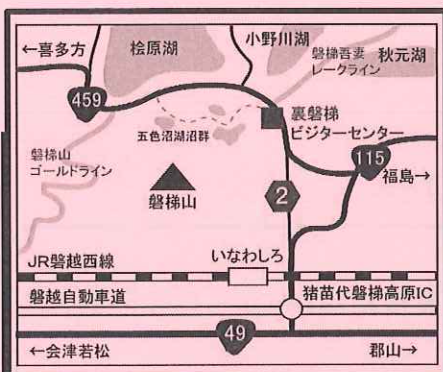 ←喜多方
桧原湖
小野川湖
磐梯吾妻
レークライン
秋元湖
459
五色沼湖沼群
裏磐梯
ビジターセンター
115
福島→
磐梯山
ゴールドライン
磐梯山
2
JR磐越西線
いなわしろ
磐越自動車道
猪苗代磐梯高原IC
49
←会津若松
郡山→